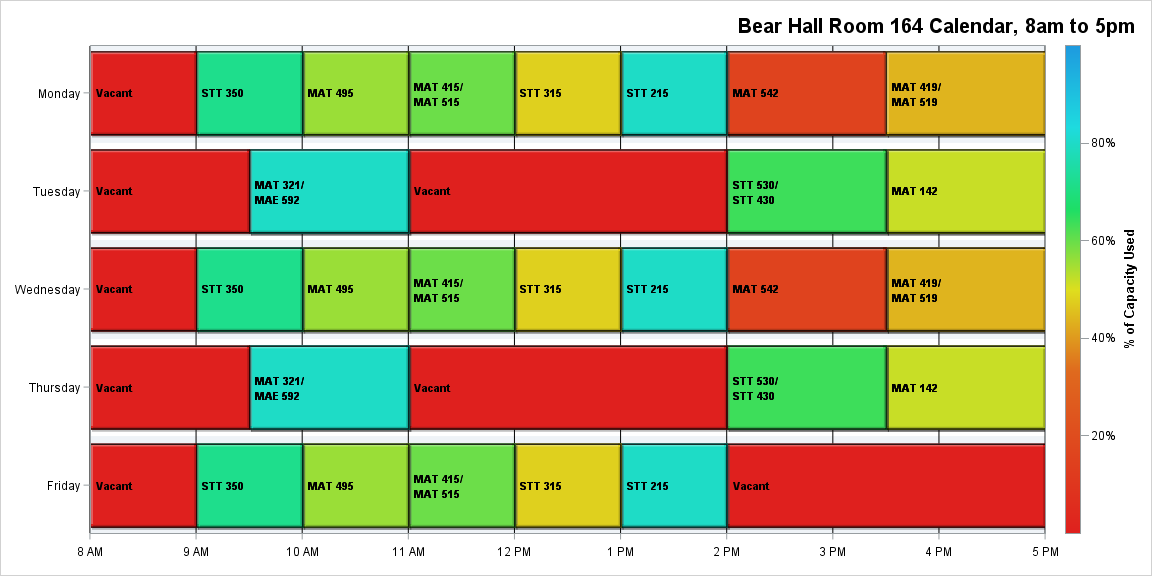 Bear Hall Room 164 Calendar, 8am to 5pm
Monday
Vacant
STT 350
MAT 495
MAT 415/
MAT 515
STT 315
STT 215
MAT 542
MAT 419/
MAT 519
Tuesday
Vacant
MAT 321/
MAE 592
Vacant
STT 530/
STT 430
MAT 142
Wednesday
Vacant
STT 350
MAT 495
MAT 415/
MAT 515
STT 315
STT 215
MAT 542
MAT 419/
MAT 519
Thursday
Vacant
MAT 321/
MAE 592
Vacant
STT 530/
STT 430
MAT 142
Friday
Vacant
STT 350
MAT 495
MAT 415/
MAT 515
STT 315
STT 215
Vacant
8 AM
9 AM
10 AM
11 AM
12 PM
1 PM
2 PM
3 PM
4 PM
5 PM
80%
60%
40%
20%
% of Capacity Used